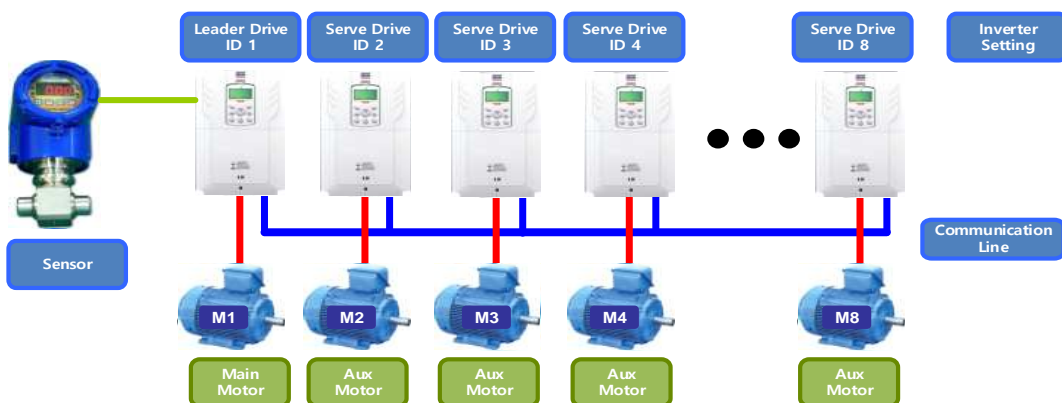 Leader Drive
ID 1
Serve Drive
ID 2
Serve Drive
ID 3
Serve Drive
ID 4
Serve Drive
ID 8
Inverter
Setting
Sensor
Communication
Line
M1
M2
M3
M4
M8
Main
Motor
Aux
Motor
Aux
Motor
Aux
Motor
Aux
Motor